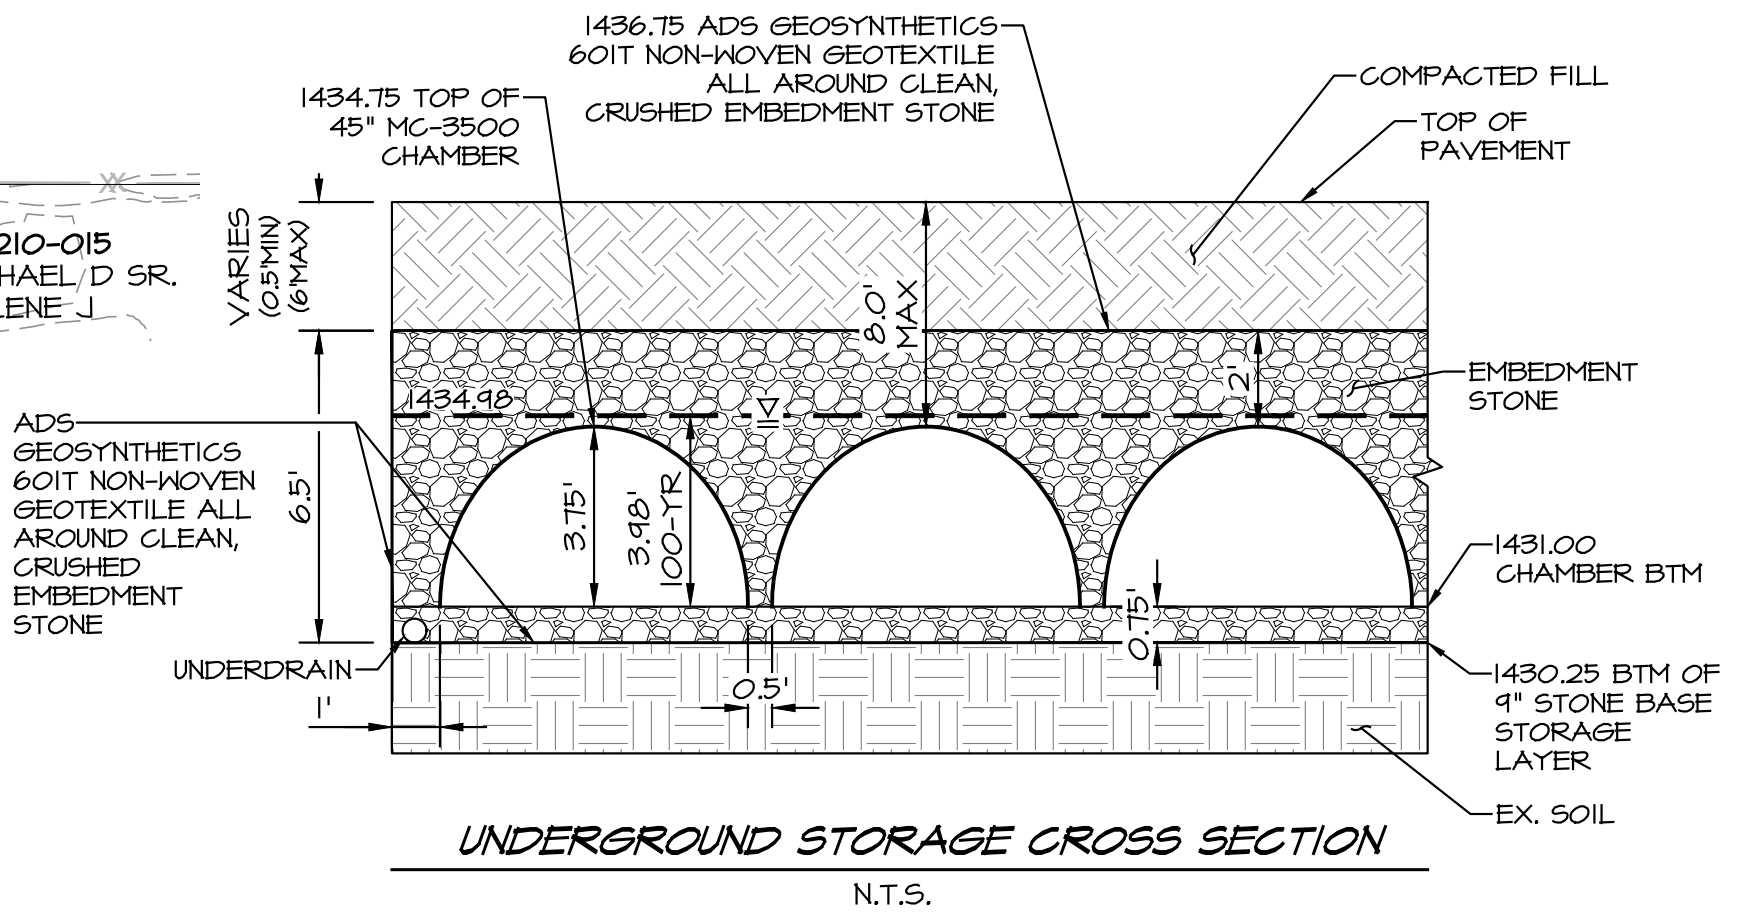 1436.75 ADS GEOSYNTHETICS
601T NON-WOVEN GEOTEXTILE
ALL AROUND CLEAN,
CRUSHED EMBEDMENT STONE
COMPACTED FILL
TOP OF
PAVEMENT
1434.75 TOP OF
45" MC-3500
CHAMBER
210-015
HAEL D SR.
LENE J
VARIES
(0.5'MIN)
(6'MAX)
8.0'
MAX
2'
EMBEDMENT
STONE
1434.98
ADS
GEOSYNTHETICS
601T NON-WOVEN
GEOTEXTILE ALL
AROUND CLEAN,
CRUSHED
EMBEDMENT
STONE
6.5'
3.75'
3.98'
100-YR
1431.00
CHAMBER BTM
0.75'
UNDERDRAIN
1'
0.5'
1430.25 BTM OF
9" STONE BASE
STORAGE
LAYER
EX. SOIL
UNDERGROUND STORAGE CROSS SECTION
N.T.S.